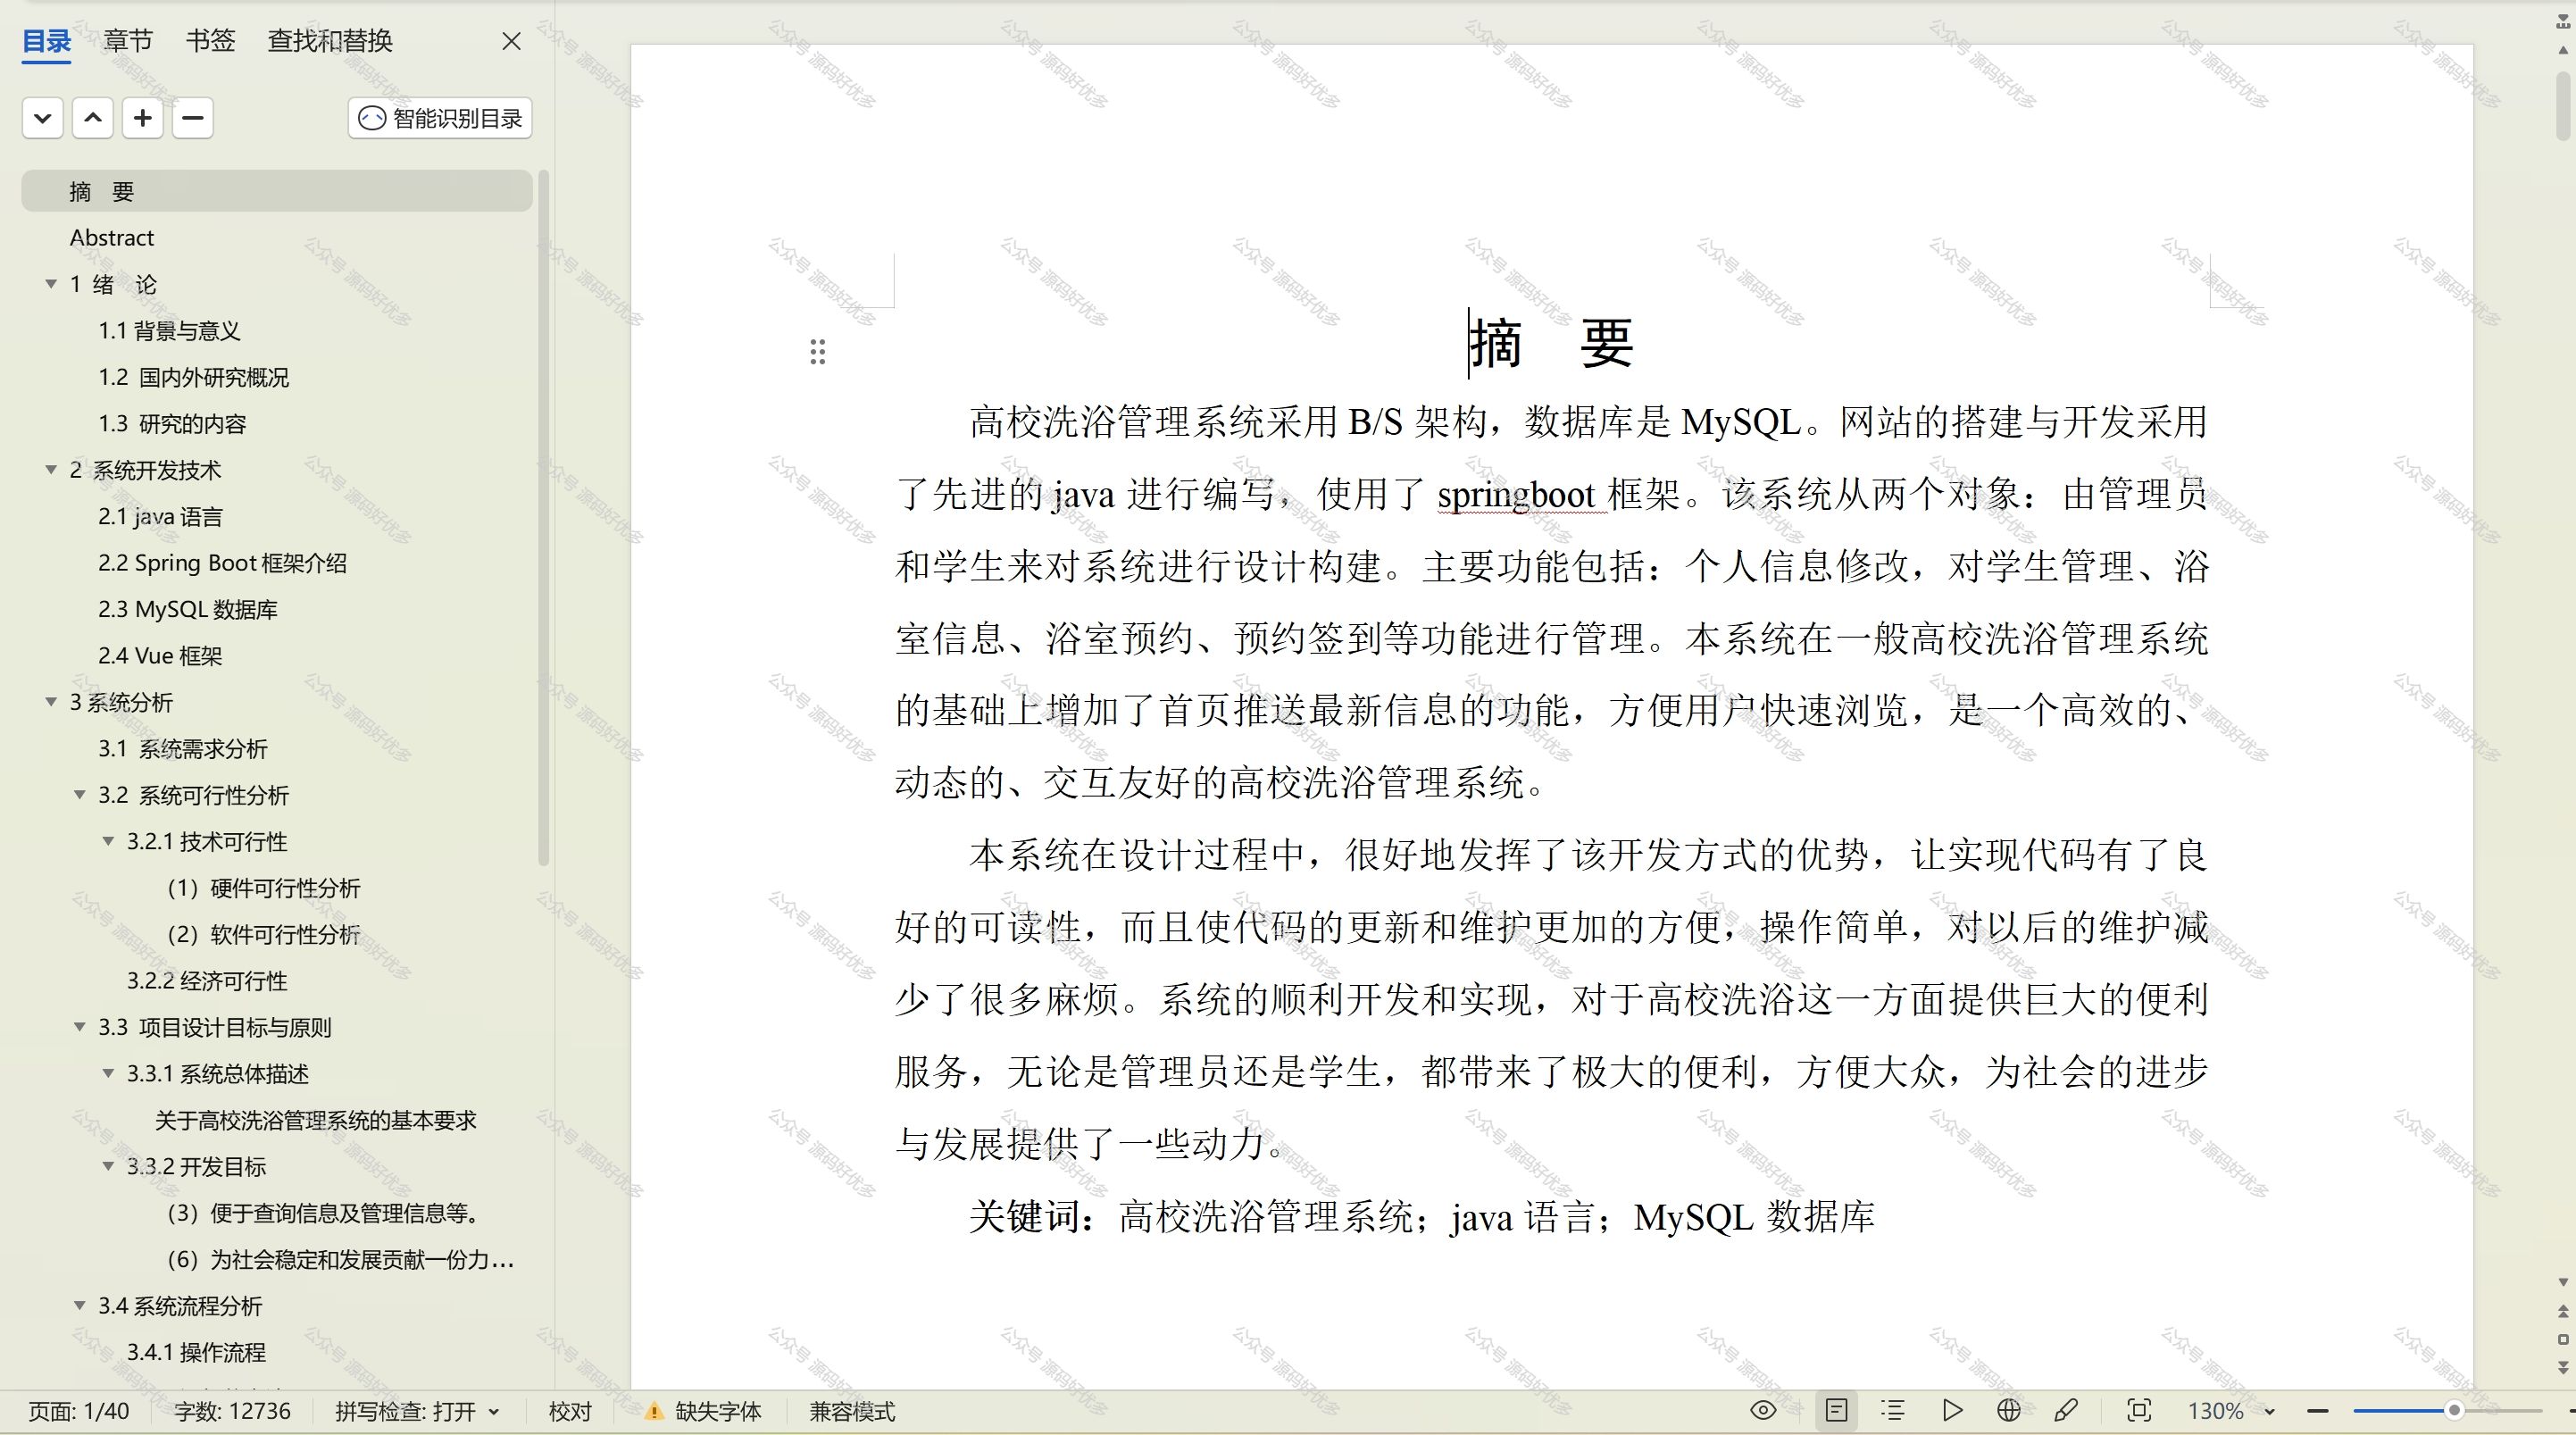 目录 章节 书签 查找和替换
智能识别目录
摘 要
Abstract
1 绪 论
1.1 背景与意义
1.2 国内外研究概况
1.3 研究的内容
2 系统开发技术
2.1 java 语言
2.2 Spring Boot 框架介绍
2.3 MySQL 数据库
2.4 Vue 框架
3 系统分析
3.1 系统需求分析
3.2 系统可行性分析
3.2.1 技术可行性
（1）硬件可行性分析
（2）软件可行性分析
3.2.2 经济可行性
3.3 项目设计目标与原则
3.3.1 系统总体描述
关于高校洗浴管理系统的基本要求
3.3.2 开发目标
（3）便于查询信息及管理信息等。
（6）为社会稳定和发展贡献一份力...
3.4 系统流程分析
3.4.1 操作流程
摘 要
高校洗浴管理系统采用 B/S 架构，数据库是 MySQL。网站的搭建与开发采用
了先进的 java 进行编写，使用了 springboot 框架。该系统从两个对象：由管理员
和学生来对系统进行设计构建。主要功能包括：个人信息修改，对学生管理、浴
室信息、浴室预约、预约签到等功能进行管理。本系统在一般高校洗浴管理系统
的基础上增加了首页推送最新信息的功能，方便用户快速浏览，是一个高效的、
动态的、交互友好的高校洗浴管理系统。
本系统在设计过程中，很好地发挥了该开发方式的优势，让实现代码有了良
好的可读性，而且使代码的更新和维护更加的方便，操作简单，对以后的维护减
少了很多麻烦。系统的顺利开发和实现，对于高校洗浴这一方面提供巨大的便利
服务，无论是管理员还是学生，都带来了极大的便利，方便大众，为社会的进步
与发展提供了一些动力。
关键词：高校洗浴管理系统；java 语言；MySQL 数据库
页面: 1/40 字数: 12736 拼写检查: 打开 校对 缺失字体 兼容模式 130%
公众号 源码好优多